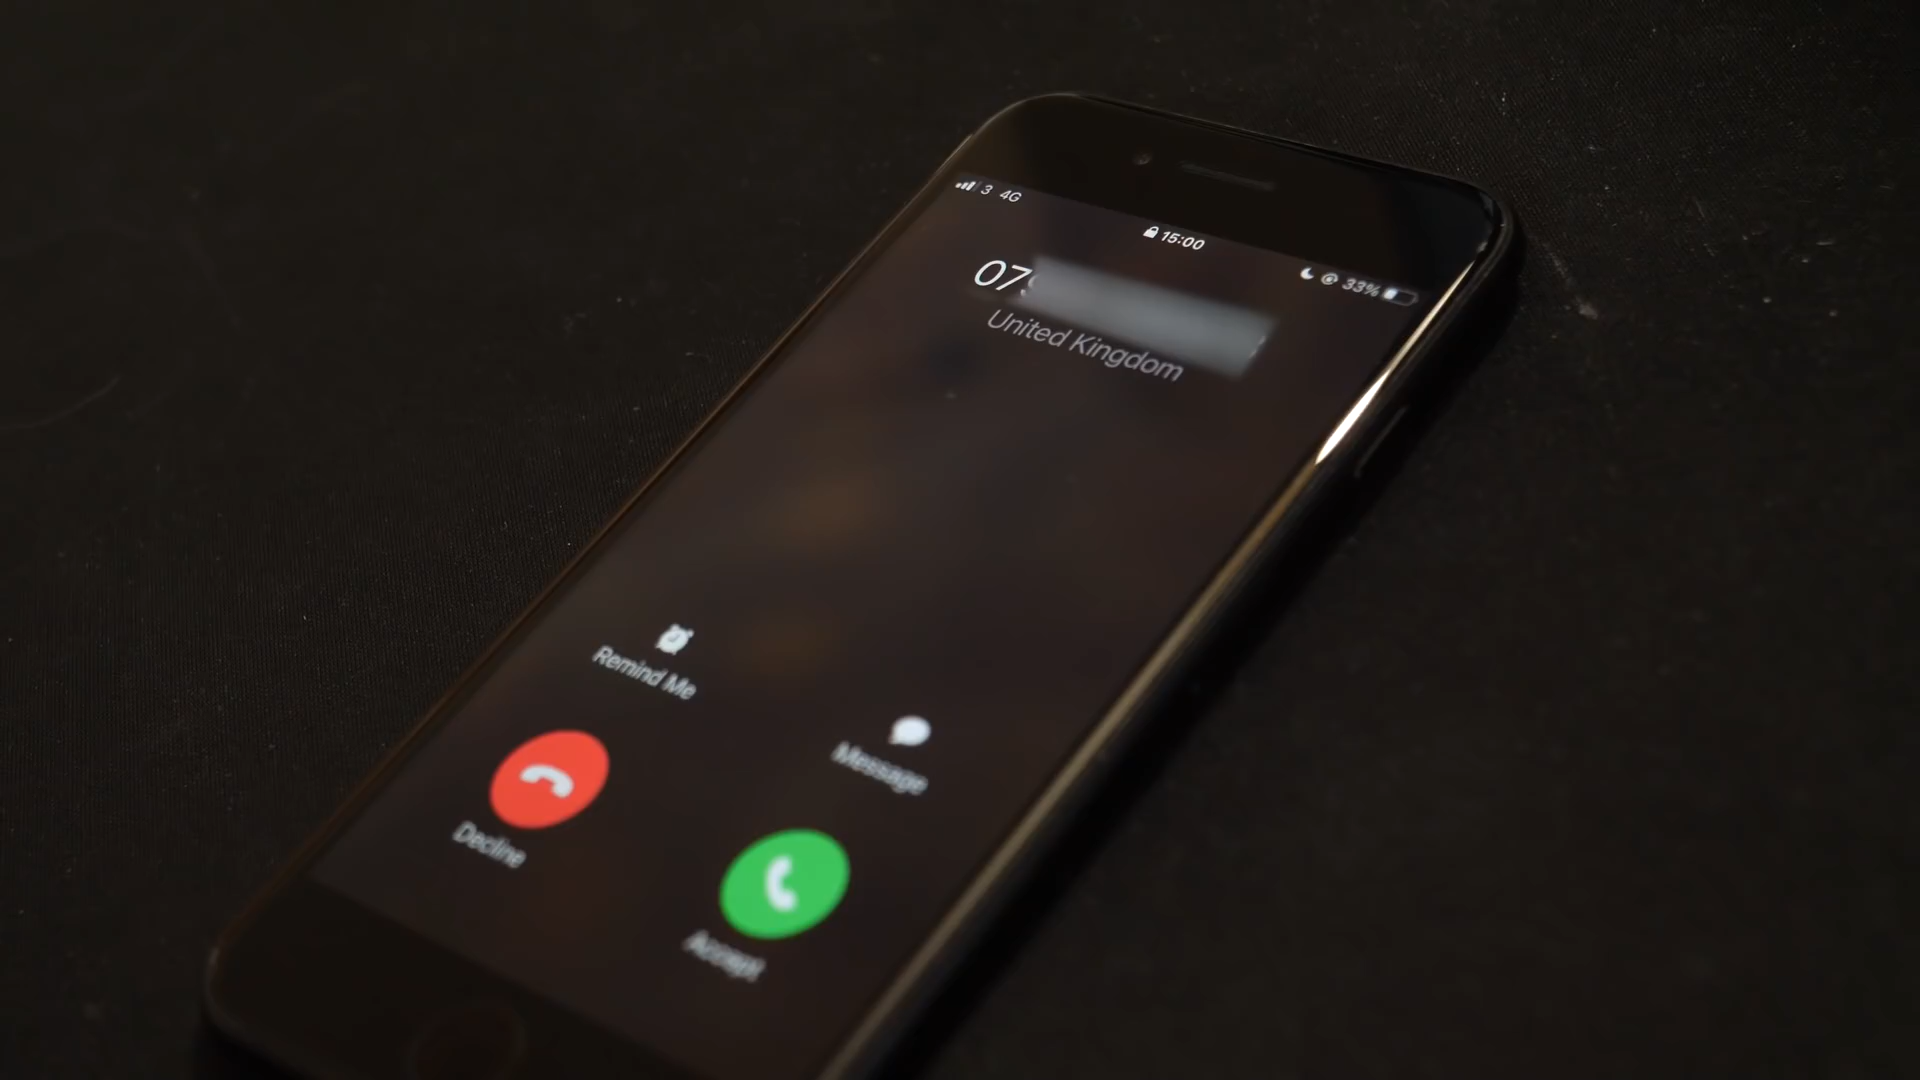 3 4G
15:00
33%
07
United Kingdom
Remind Me
Message
Decline
Accept